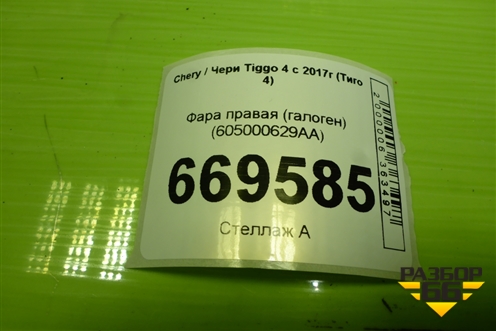 Chery / Чери Tiggo 4 с 2017г (Тиго
4)
Фара правая (галоген)
(605000629AA)
669585
Стеллаж А
2000006363497
РАЗБОР
66